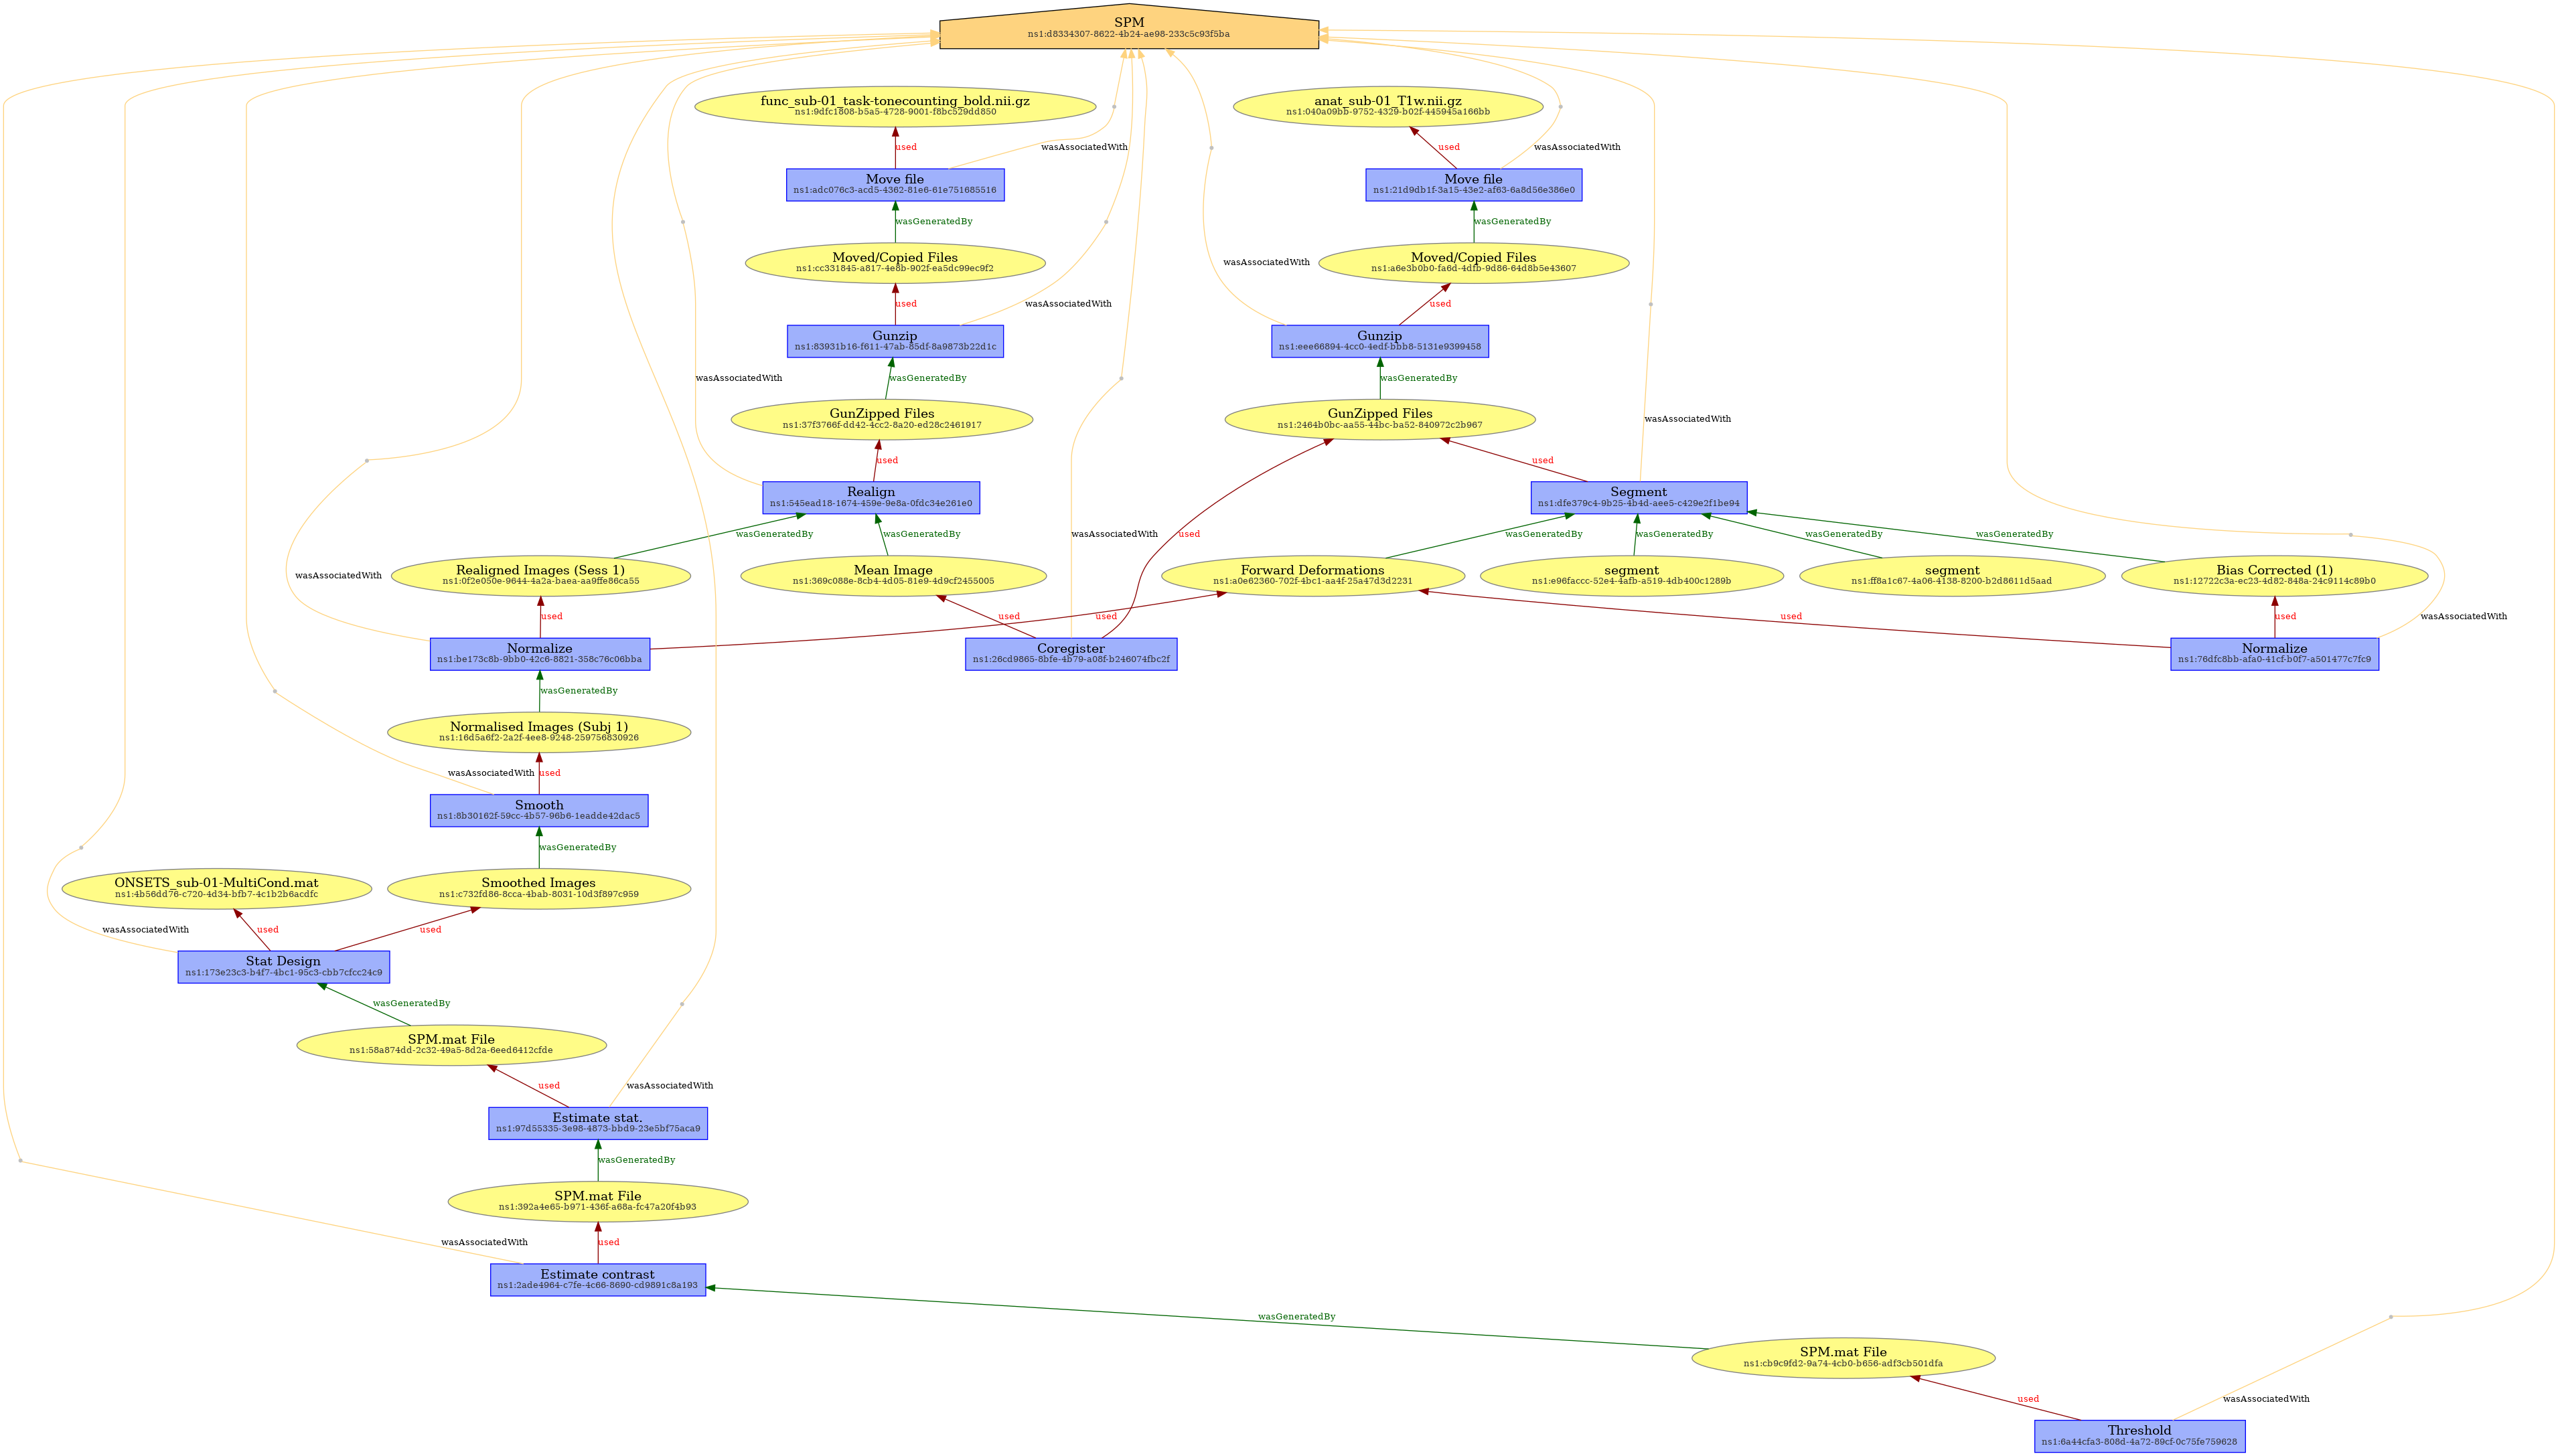 SPM
ns1:d8334307-8622-4b24-ae98-233c5c93f5ba
func_sub-01_task-tonecounting_bold.nii.gz
ns1:9dfc1808-b5a5-4728-9001-f8bc529dd850
anat_sub-01_T1w.nii.gz
ns1:040a09bb-9752-4329-b02f-445945a166bb
used
wasAssociatedWith
used
wasAssociatedWith
Move file
ns1:adc076c3-acd5-4362-81e6-61e751685516
Move file
ns1:21d9db1f-3a15-43e2-af63-6a8d56e386e0
wasGeneratedBy
wasGeneratedBy
Moved/Copied Files
ns1:cc331845-a817-4e8b-902f-ea5dc99ec9f2
wasAssociatedWith
Moved/Copied Files
ns1:a6e3b0b0-fa6d-4dfb-9d86-64d8b5e43607
used
wasAssociatedWith
used
Gunzip
ns1:83931b16-f611-47ab-85df-8a9873b22d1c
Gunzip
ns1:eee66894-4cc0-4edf-bbb8-5131e9399458
wasAssociatedWith
wasGeneratedBy
wasGeneratedBy
GunZipped Files
ns1:37f3766f-dd42-4cc2-8a20-ed28c2461917
GunZipped Files
ns1:2464b0bc-aa55-44bc-ba52-840972c2b967
wasAssociatedWith
used
used
Realign
ns1:545ead18-1674-459e-9e8a-0fdc34e261e0
Segment
ns1:dfe379c4-9b25-4b4d-aee5-c429e2f1be94
wasGeneratedBy
wasGeneratedBy
wasAssociatedWith
used
wasGeneratedBy
wasGeneratedBy
wasGeneratedBy
wasGeneratedBy
wasAssociatedWith
Realigned Images (Sess 1)
ns1:0f2e050e-9644-4a2a-baea-aa9ffe86ca55
Mean Image
ns1:369c088e-8cb4-4d05-81e9-4d9cf2455005
Forward Deformations
ns1:a0e62360-702f-4bc1-aa4f-25a47d3d2231
segment
ns1:e96faccc-52e4-4afb-a519-4db400c1289b
segment
ns1:ff8a1c67-4a06-4138-8200-b2d8611d5aad
Bias Corrected (1)
ns1:12722c3a-ec23-4d82-848a-24c9114c89b0
used
used
used
used
used
wasAssociatedWith
Normalize
ns1:be173c8b-9bb0-42c6-8821-358c76c06bba
Coregister
ns1:26cd9865-8bfe-4b79-a08f-b246074fbc2f
Normalize
ns1:76dfc8bb-afa0-41cf-b0f7-a501477c7fc9
wasGeneratedBy
Normalised Images (Subj 1)
ns1:16d5a6f2-2a2f-4ee8-9248-259756830926
wasAssociatedWith
used
Smooth
ns1:8b30162f-59cc-4b57-96b6-1eadde42dac5
wasGeneratedBy
ONSETS_sub-01-MultiCond.mat
ns1:4b56dd76-c720-4d34-bfb7-4c1b2b6acdfc
Smoothed Images
ns1:c732fd86-8cca-4bab-8031-10d3f897c959
wasAssociatedWith
used
used
Stat Design
ns1:173e23c3-b4f7-4bc1-95c3-cbb7cfcc24c9
wasGeneratedBy
SPM.mat File
ns1:58a874dd-2c32-49a5-8d2a-6eed6412cfde
used
wasAssociatedWith
Estimate stat.
ns1:97d55335-3e98-4873-bbd9-23e5bf75aca9
wasGeneratedBy
SPM.mat File
ns1:392a4e65-b971-436f-a68a-fc47a20f4b93
wasAssociatedWith
used
Estimate contrast
ns1:2ade4964-c7fe-4c66-8690-cd9891c8a193
wasGeneratedBy
SPM.mat File
ns1:cb9c9fd2-9a74-4cb0-b656-adf3cb501dfa
used
wasAssociatedWith
Threshold
ns1:6a44cfa3-808d-4a72-89cf-0c75fe759628